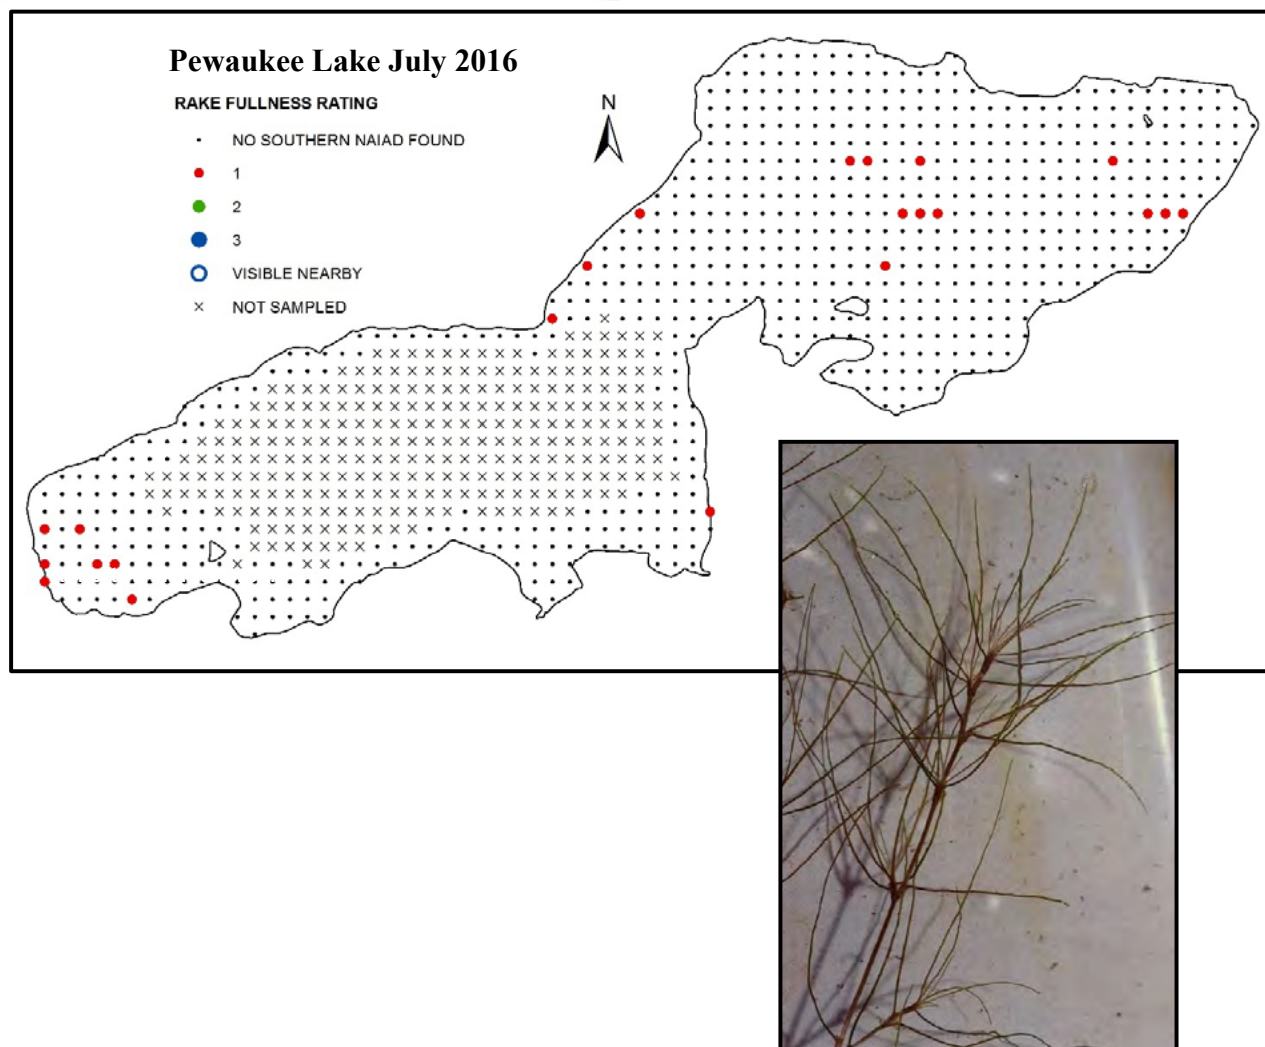 Pewaukee Lake July 2016
RAKE FULLNESS RATING
N
NO SOUTHERN NAIAD FOUND
1
2
3
VISIBLE NEARBY
NOT SAMPLED